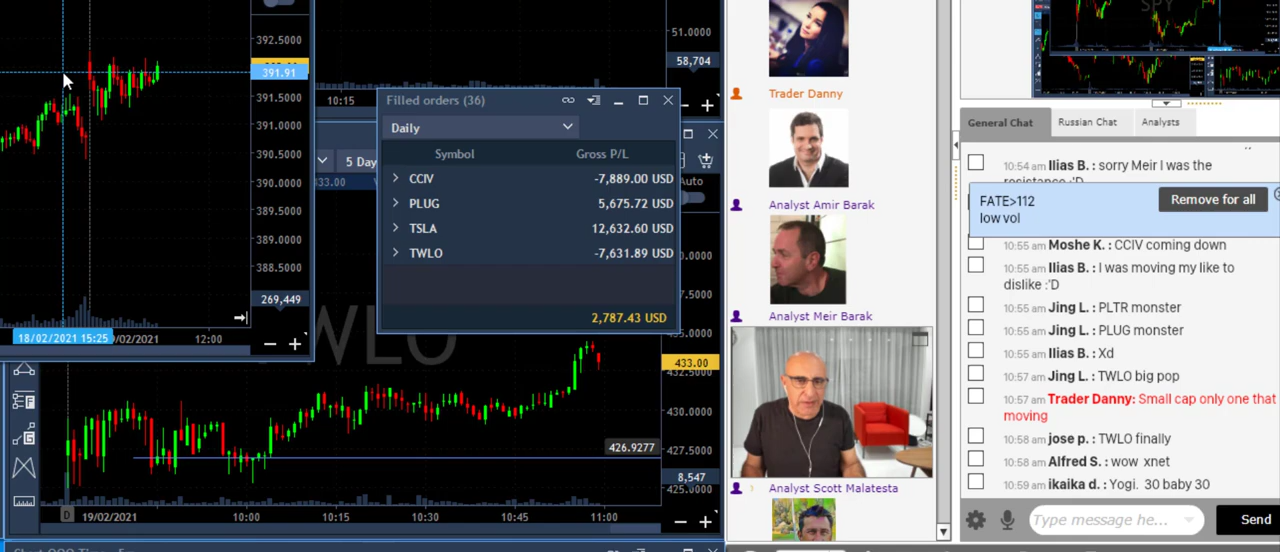 392.5000
391.91
391.5000
391.0000
390.5000
390.0000
389.5000
389.0000
388.5000
269,449
18/02/2021 15:25
/02/2021
12:00
51.0000
58,704
10:15
Filled orders (36)
Daily
Symbol Gross P/L
CCIV -7,889.00 USD
PLUG 5,675.72 USD
TSLA 12,632.60 USD
TWLO -7,631.89 USD
2,787.43 USD
5 Day
433.00
Auto
TWLO
433.00
432.5000
430.0000
426.9277
427.5000
8,547
425.0000
D 19/02/2021 10:00 10:15 10:30 10:45 11:00
Trader Danny
Analyst Amir Barak
Analyst Meir Barak
Analyst Scott Malatesta
SPY
General Chat Russian Chat Analysts
10:54 am Ilias B. : sorry Meir I was the
resistance :'D
FATE>112
low vol
Remove for all
10:55 am Moshe K. : CCIV coming down
10:55 am Ilias B. : I was moving my like to
dislike :'D
10:55 am Jing L. : PLTR monster
10:55 am Jing L. : PLUG monster
10:55 am Ilias B. : Xd
10:57 am Jing L. : TWLO big pop
10:57 am Trader Danny: Small cap only one that
moving
10:58 am jose p. : TWLO finally
10:58 am Alfred S. : wow xnet
10:59 am ikaika d. : Yogi. 30 baby 30
Type message he...
Send